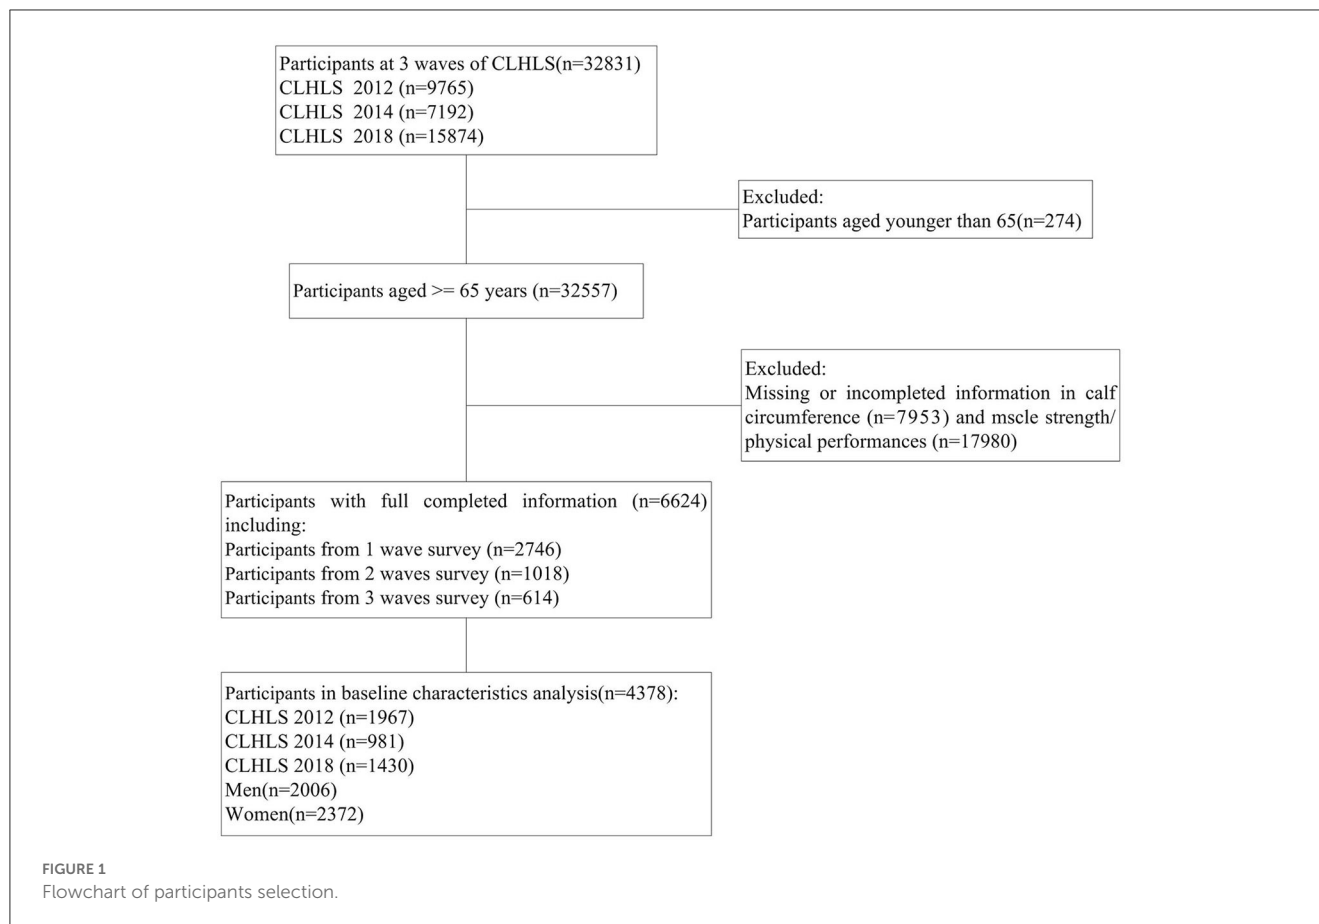 Participants at 3 waves of CLHLS(n=32831)
CLHLS 2012 (n=9765)
CLHLS 2014 (n=7192)
CLHLS 2018 (n=15874)
Excluded:
Participants aged younger than 65(n=274)
Participants aged >= 65 years (n=32557)
Excluded:
Missing or incompleted information in calf
circumference (n=7953) and mscle strength/
physical performances (n=17980)
Participants with full completed information (n=6624)
including:
Participants from 1 wave survey (n=2746)
Participants from 2 waves survey (n=1018)
Participants from 3 waves survey (n=614)
Participants in baseline characteristics analysis(n=4378):
CLHLS 2012 (n=1967)
CLHLS 2014 (n=981)
CLHLS 2018 (n=1430)
Men(n=2006)
Women(n=2372)
FIGURE 1
Flowchart of participants selection.